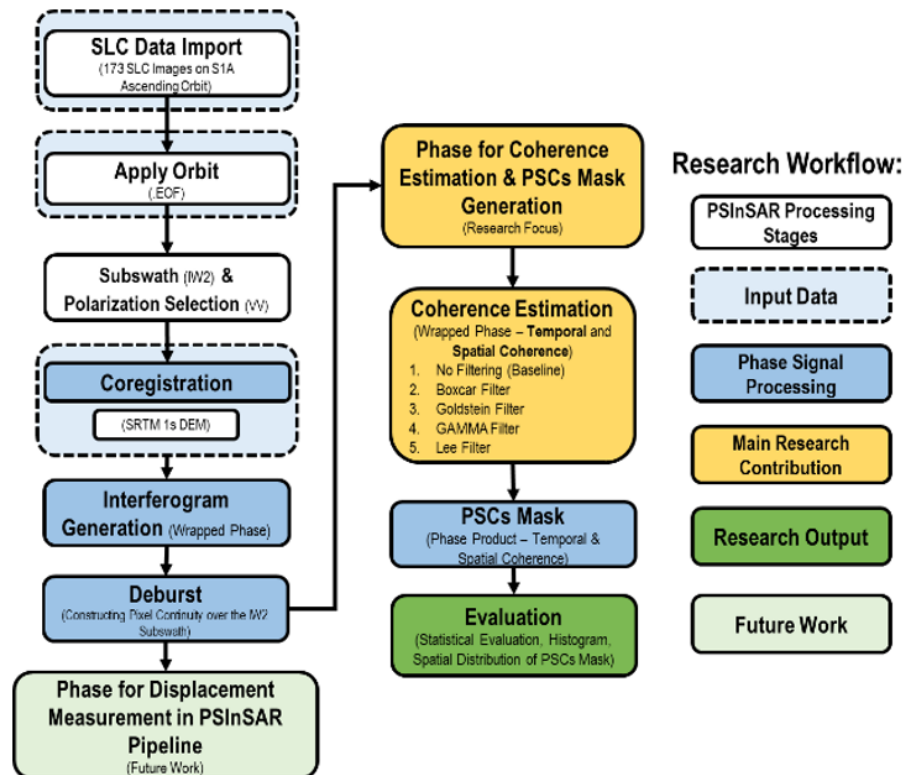 SLC Data Import
(173 SLC Images on S1A
Ascending Orbit)
Apply Orbit
(.EOF)
Subswath (IW2) &
Polarization Selection (VV)
Coregistration
(SRTM 1s DEM)
Interferogram
Generation (Wrapped Phase)
Deburst
(Constructing Pixel Continuity over the IW2
Subswath)
Phase for Displacement
Measurement in PSInSAR
Pipeline
(Future Work)
Phase for Coherence
Estimation & PSCs Mask
Generation
(Research Focus)
Coherence Estimation
(Wrapped Phase – Temporal and
Spatial Coherence)
1. No Filtering (Baseline)
2. Boxcar Filter
3. Goldstein Filter
4. GAMMA Filter
5. Lee Filter
PSCs Mask
(Phase Product – Temporal &
Spatial Coherence)
Evaluation
(Statistical Evaluation, Histogram,
Spatial Distribution of PSCs Mask)
Research Workflow:
PSInSAR Processing
Stages
Input Data
Phase Signal
Processing
Main Research
Contribution
Research Output
Future Work